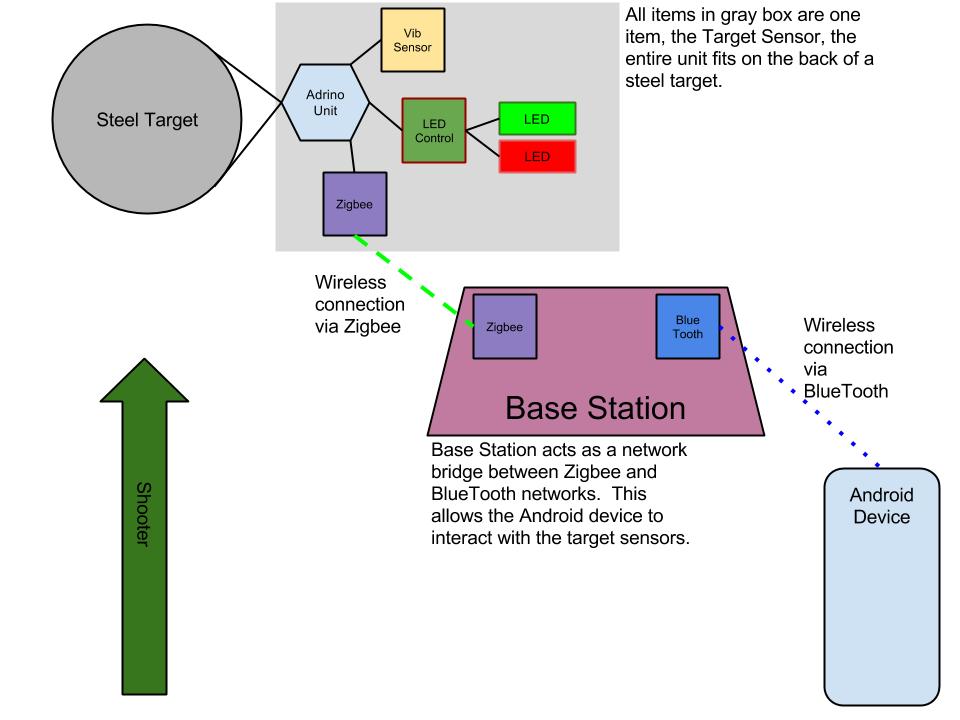 All items in gray box are one
item, the Target Sensor, the
entire unit fits on the back of a
steel target.
Vib
Sensor
Adrino
Unit
Steel Target
LED
Control
LED
LED
Zigbee
Wireless
connection
via Zigbee
Zigbee
Blue
Tooth
Base Station
Wireless
connection
via
BlueTooth
Base Station acts as a network
bridge between Zigbee and
BlueTooth networks.  This
allows the Android device to
interact with the target sensors.
Shooter
Android
Device